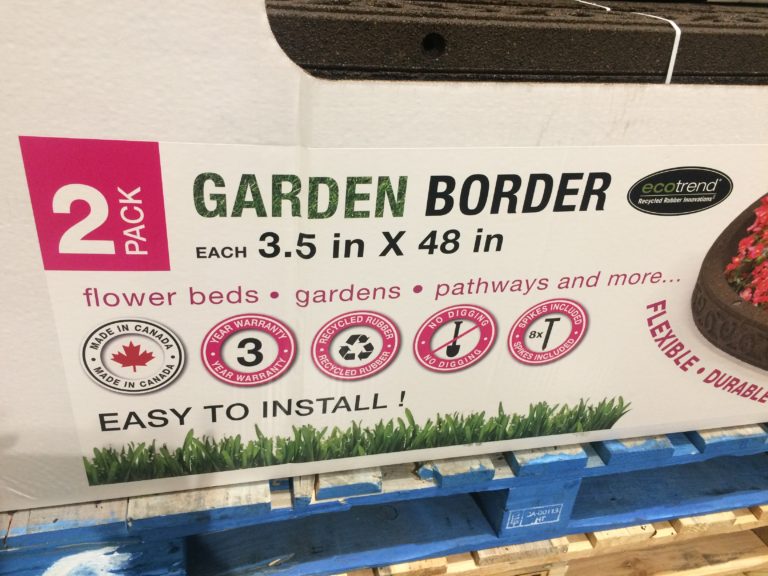 2 PACK
GARDEN BORDER
ecotrend
Recycled Rubber Innovations
EACH 3.5 in X 48 in
flower beds • gardens • pathways and more...
• MADE IN CANADA • MADE IN CANADA
YEAR WARRANTY • YEAR WARRANTY •
3
RECYCLED RUBBER • RECYCLED RUBBER •
NO DIGGING • NO DIGGING •
SPIKES INCLUDED • SPIKES INCLUDED •
8x
FLEXIBLE • DURABLE
EASY TO INSTALL !